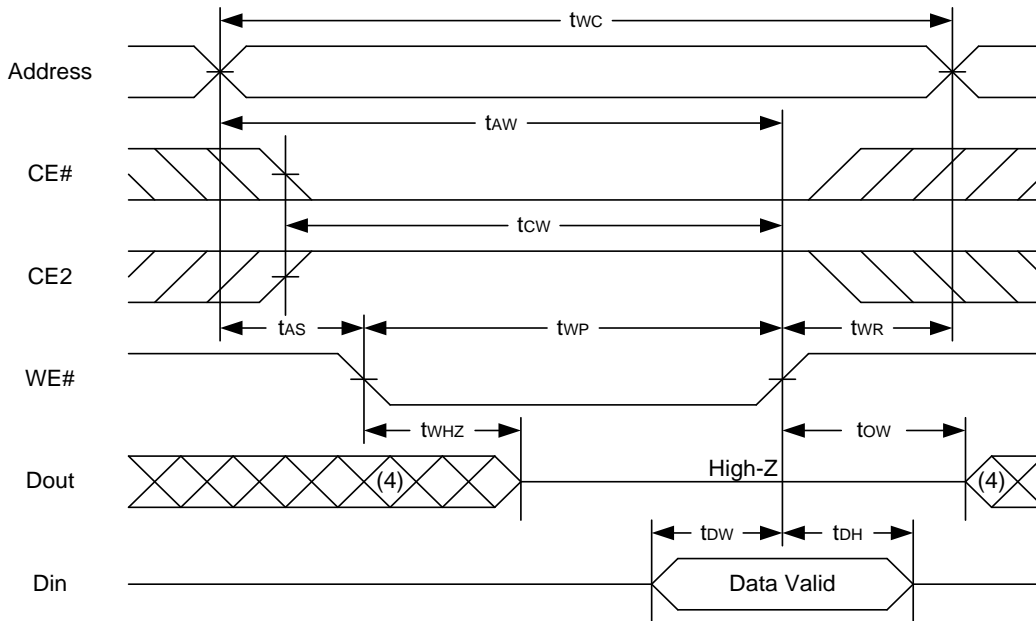 tWC
Address
tAW
CE#
tCW
CE2
tAS tWP tWR
WE#
tWHZ tOW
High-Z
Dout (4) (4)
tDW tDH
Din Data Valid